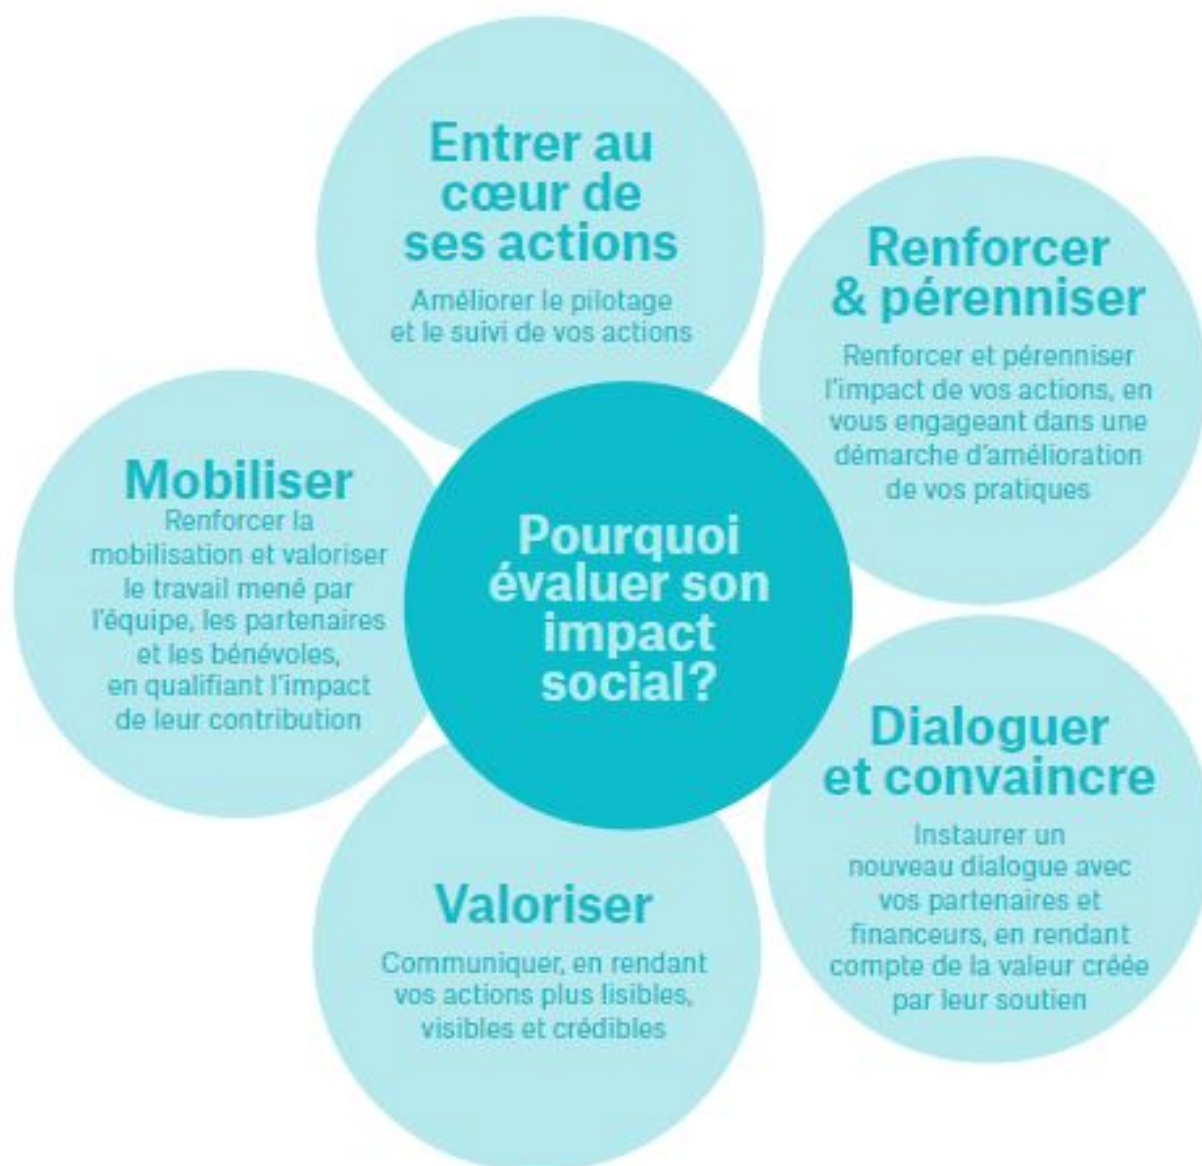 Entrer au
cœur de
ses actions
Améliorer le pilotage
et le suivi de vos actions
Renforcer
& pérenniser
Renforcer et pérenniser
l'impact de vos actions, en
vous engageant dans une
démarche d'amélioration
de vos pratiques
Mobiliser
Renforcer la
mobilisation et valoriser
le travail mené par
l'équipe, les partenaires
et les bénévoles,
en qualifiant l'impact
de leur contribution
Pourquoi
évaluer son
impact
social?
Dialoguer
et convaincre
Instaurer un
nouveau dialogue avec
vos partenaires et
financeurs, en rendant
compte de la valeur créée
par leur soutien
Valoriser
Communiquer, en rendant
vos actions plus lisibles,
visibles et crédibles